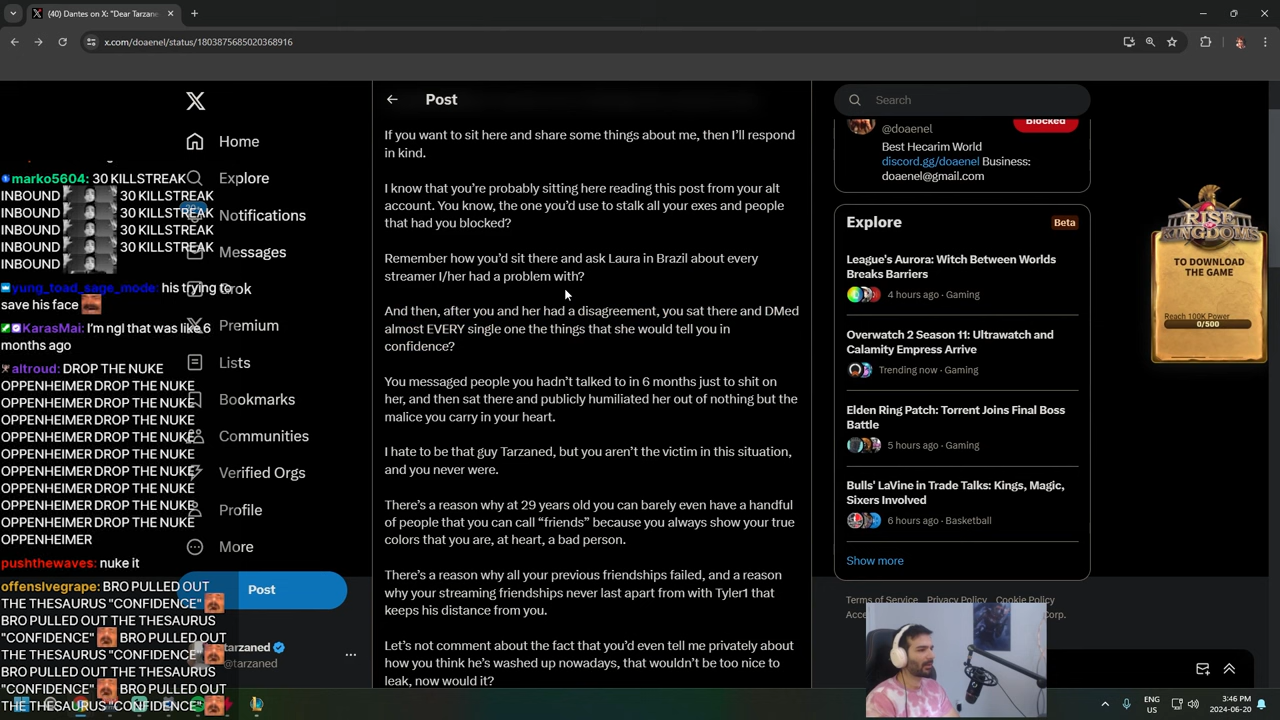 (40) Dantes on X: "Dear Tarzane
x.com/doaenel/status/1803875685020368916
Post
Search
Home
Explore
Notifications
Messages
Grok
Premium
Lists
Bookmarks
Communities
Verified Orgs
Profile
More
Post
tarzaned
@tarzaned
marko5604: 30 KILLSTREAK
INBOUND 30 KILLSTREAK
INBOUND 30 KILLSTREAK
INBOUND 30 KILLSTREAK
INBOUND 30 KILLSTREAK
INBOUND
yung_toad_sage_mode: his trying to
save his face
KarasMai: I'm ngl that was like 6
months ago
altroud: DROP THE NUKE
OPPENHEIMER DROP THE NUKE
OPPENHEIMER DROP THE NUKE
OPPENHEIMER DROP THE NUKE
OPPENHEIMER DROP THE NUKE
OPPENHEIMER DROP THE NUKE
OPPENHEIMER DROP THE NUKE
OPPENHEIMER DROP THE NUKE
OPPENHEIMER DROP THE NUKE
OPPENHEIMER DROP THE NUKE
OPPENHEIMER
pushthewaves: nuke it
offenslvegrape: BRO PULLED OUT
THE THESAURUS "CONFIDENCE"
BRO PULLED OUT THE THESAURUS
"CONFIDENCE" BRO PULLED OUT
THE THESAURUS "CONFIDENCE"
BRO PULLED OUT THE THESAURUS
"CONFIDENCE" BRO PULLED OUT
THE THESAURUS "CONFIDENCE"
If you want to sit here and share some things about me, then I'll respond
in kind.
I know that you're probably sitting here reading this post from your alt
account. You know, the one you'd use to stalk all your exes and people
that had you blocked?
Remember how you'd sit there and ask Laura in Brazil about every
streamer I/her had a problem with?
And then, after you and her had a disagreement, you sat there and DMed
almost EVERY single one the things that she would tell you in
confidence?
You messaged people you hadn't talked to in 6 months just to shit on
her, and then sat there and publicly humiliated her out of nothing but the
malice you carry in your heart.
I hate to be that guy Tarzaned, but you aren't the victim in this situation,
and you never were.
There's a reason why at 29 years old you can barely even have a handful
of people that you can call "friends" because you always show your true
colors that you are, at heart, a bad person.
There's a reason why all your previous friendships failed, and a reason
why your streaming friendships never last apart from with Tyler1 that
keeps his distance from you.
Let's not comment about the fact that you'd even tell me privately about
how you think he's washed up nowadays, that wouldn't be too nice to
leak, now would it?
@doaenel
Blocked
Best Hecarim World
discord.gg/doaenel Business:
doaenel@gmail.com
Explore
Beta
League's Aurora: Witch Between Worlds
Breaks Barriers
4 hours ago · Gaming
Overwatch 2 Season 11: Ultrawatch and
Calamity Empress Arrive
Trending now · Gaming
Elden Ring Patch: Torrent Joins Final Boss
Battle
5 hours ago · Gaming
Bulls' LaVine in Trade Talks: Kings, Magic,
Sixers Involved
6 hours ago · Basketball
Show more
Terms of Service Privacy Policy Cookie Policy
Corp.
RISE
KINGDOMS
TO DOWNLOAD
THE GAME
Reach 100K Power
0/500
ENG
US
3:46 PM
2024-06-20